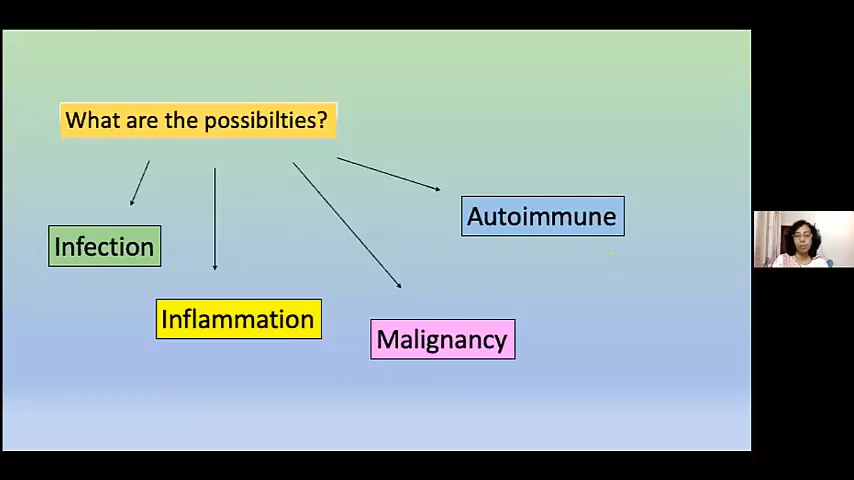 What are the possibilties?
Autoimmune
Infection
Inflammation
Malignancy